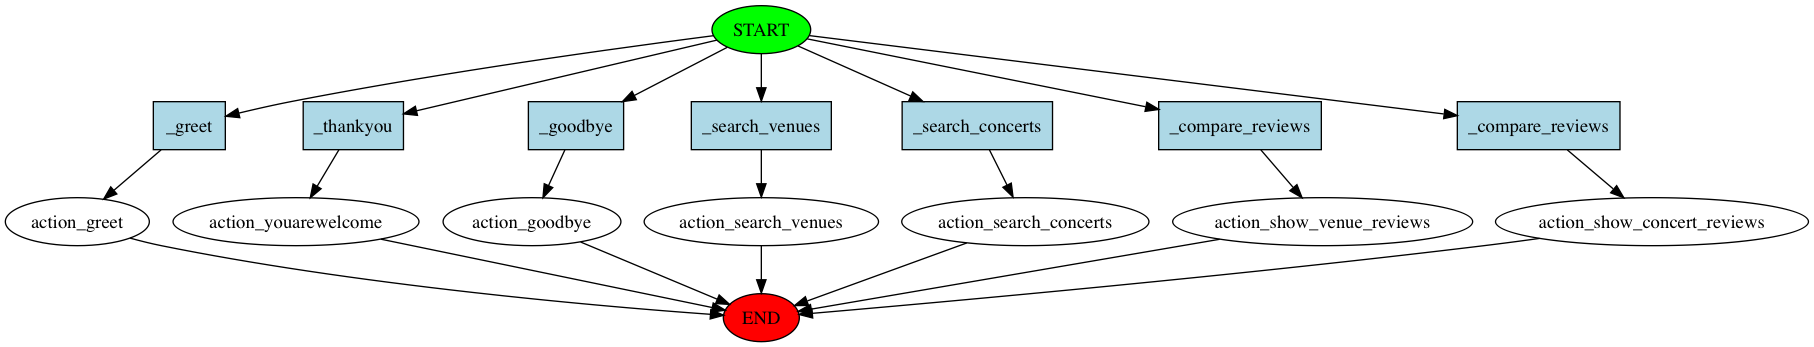 START
_greet
_thankyou
_goodbye
_search_venues
_search_concerts
_compare_reviews
_compare_reviews
action_greet
action_youarewelcome
action_goodbye
action_search_venues
action_search_concerts
action_show_venue_reviews
action_show_concert_reviews
END